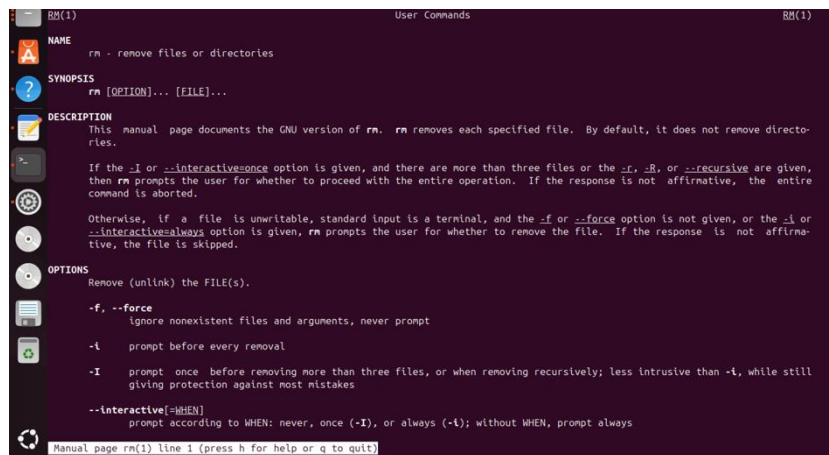 RM(1) User Commands RM(1)
NAME
rm - remove files or directories
SYNOPSIS
rm [OPTION]... [FILE]...
DESCRIPTION
This manual page documents the GNU version of rm. rm removes each specified file. By default, it does not remove directo-
ries.
If the -I or --interactive=once option is given, and there are more than three files or the -r, -R, or --recursive are given,
then rm prompts the user for whether to proceed with the entire operation. If the response is not affirmative, the entire
command is aborted.
Otherwise, if a file is unwritable, standard input is a terminal, and the -f or --force option is not given, or the -i or
--interactive=always option is given, rm prompts the user for whether to remove the file. If the response is not affirma-
tive, the file is skipped.
OPTIONS
Remove (unlink) the FILE(s).
-f, --force
ignore nonexistent files and arguments, never prompt
-i prompt before every removal
-I prompt once before removing more than three files, or when removing recursively; less intrusive than -i, while still
giving protection against most mistakes
--interactive[=WHEN]
prompt according to WHEN: never, once (-I), or always (-i); without WHEN, prompt always
Manual page rm(1) line 1 (press h for help or q to quit)